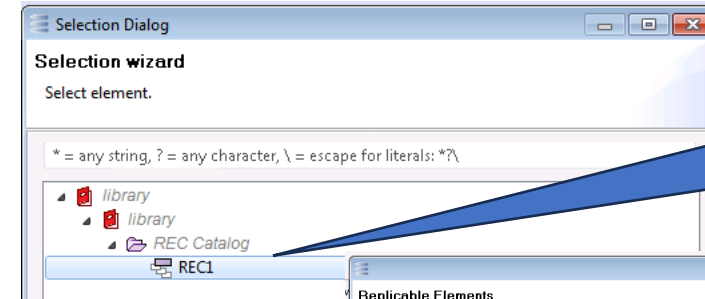 Selection Dialog
Selection wizard
Select element.
* = any string, ? = any character, \ = escape for literals: *?\
library
library
REC Catalog
REC1
Replicable Elements